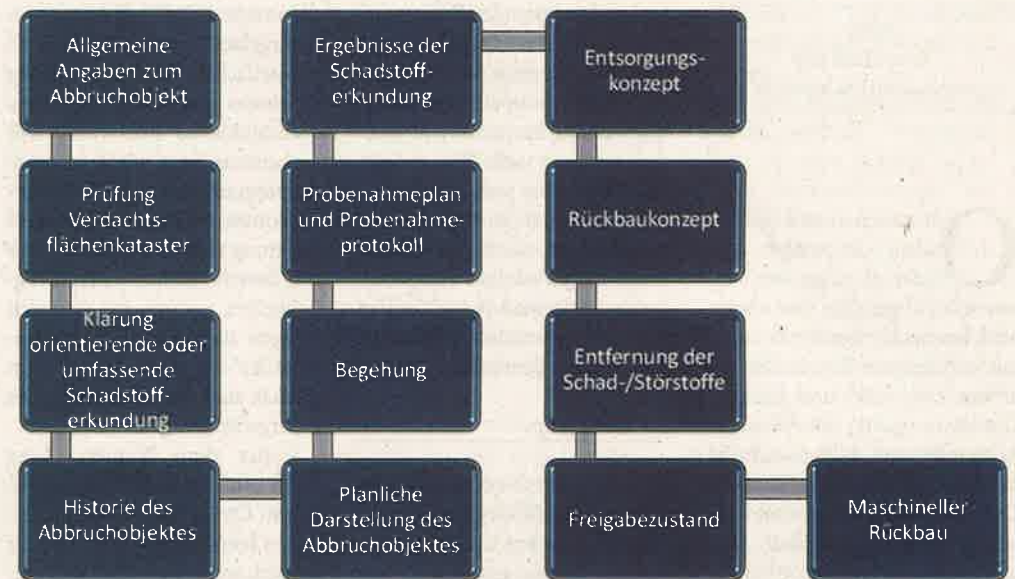 Allgemeine
Angaben zum
Abbruchobjekt
Prüfung
Verdachts-
flächenkataster
Klärung
orientierende oder
umfassende
Schadstoff-
erkundung
Historie des
Abbruchobjektes
Planliche
Darstellung des
Abbruchobjektes
Begehung
Probenahmeplan
und Probenahme-
protokoll
Ergebnisse der
Schadstoff-
erkundung
Entsorgungs-
konzept
Rückbaukonzept
Entfernung der
Schad-/Störstoffe
Freigabezustand
Maschineller
Rückbau